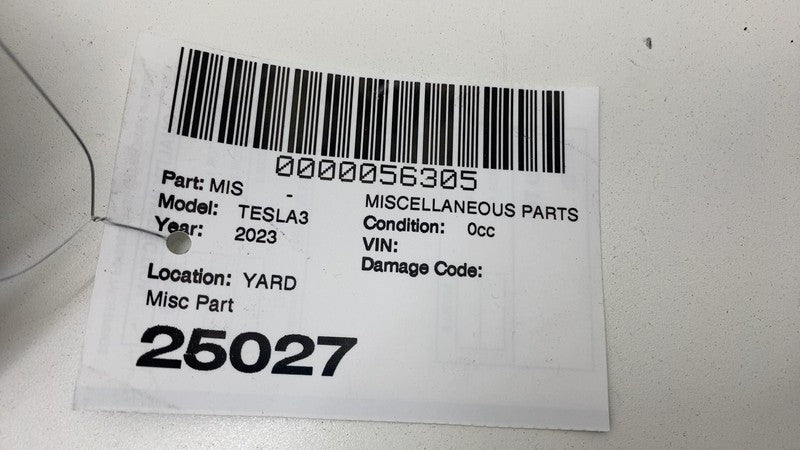 0000056305
Part: MIS - MISCELLANEOUS PARTS
Model: TESLA3 Condition: 0cc
Year: 2023 VIN:
Damage Code:
Location: YARD
Misc Part
25027